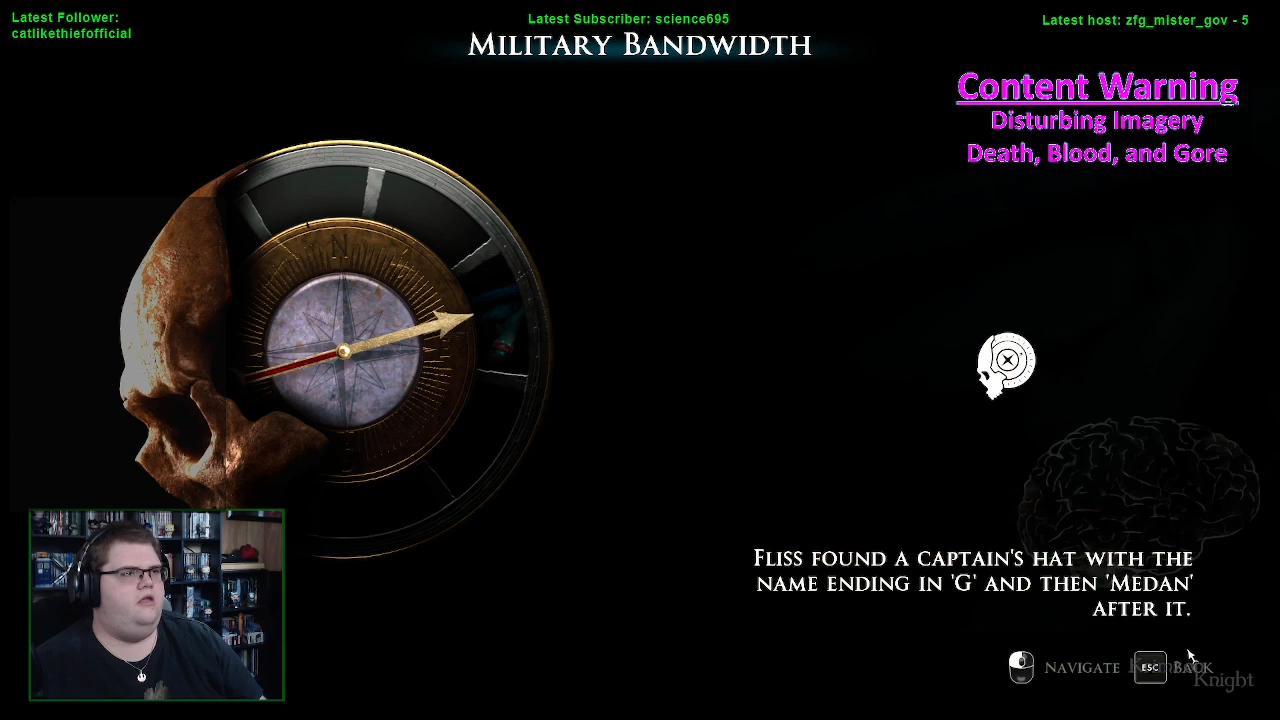 Latest Follower:
catlikethiefofficial
Latest Subscriber: science695
Latest host: zfg_mister_gov - 5
MILITARY BANDWIDTH
Content Warning
Disturbing Imagery
Death, Blood, and Gore
N
FLISS FOUND A CAPTAIN'S HAT WITH THE
NAME ENDING IN 'G' AND THEN 'MEDAN'
AFTER IT.
NAVIGATE
ESC
BACK
Knight